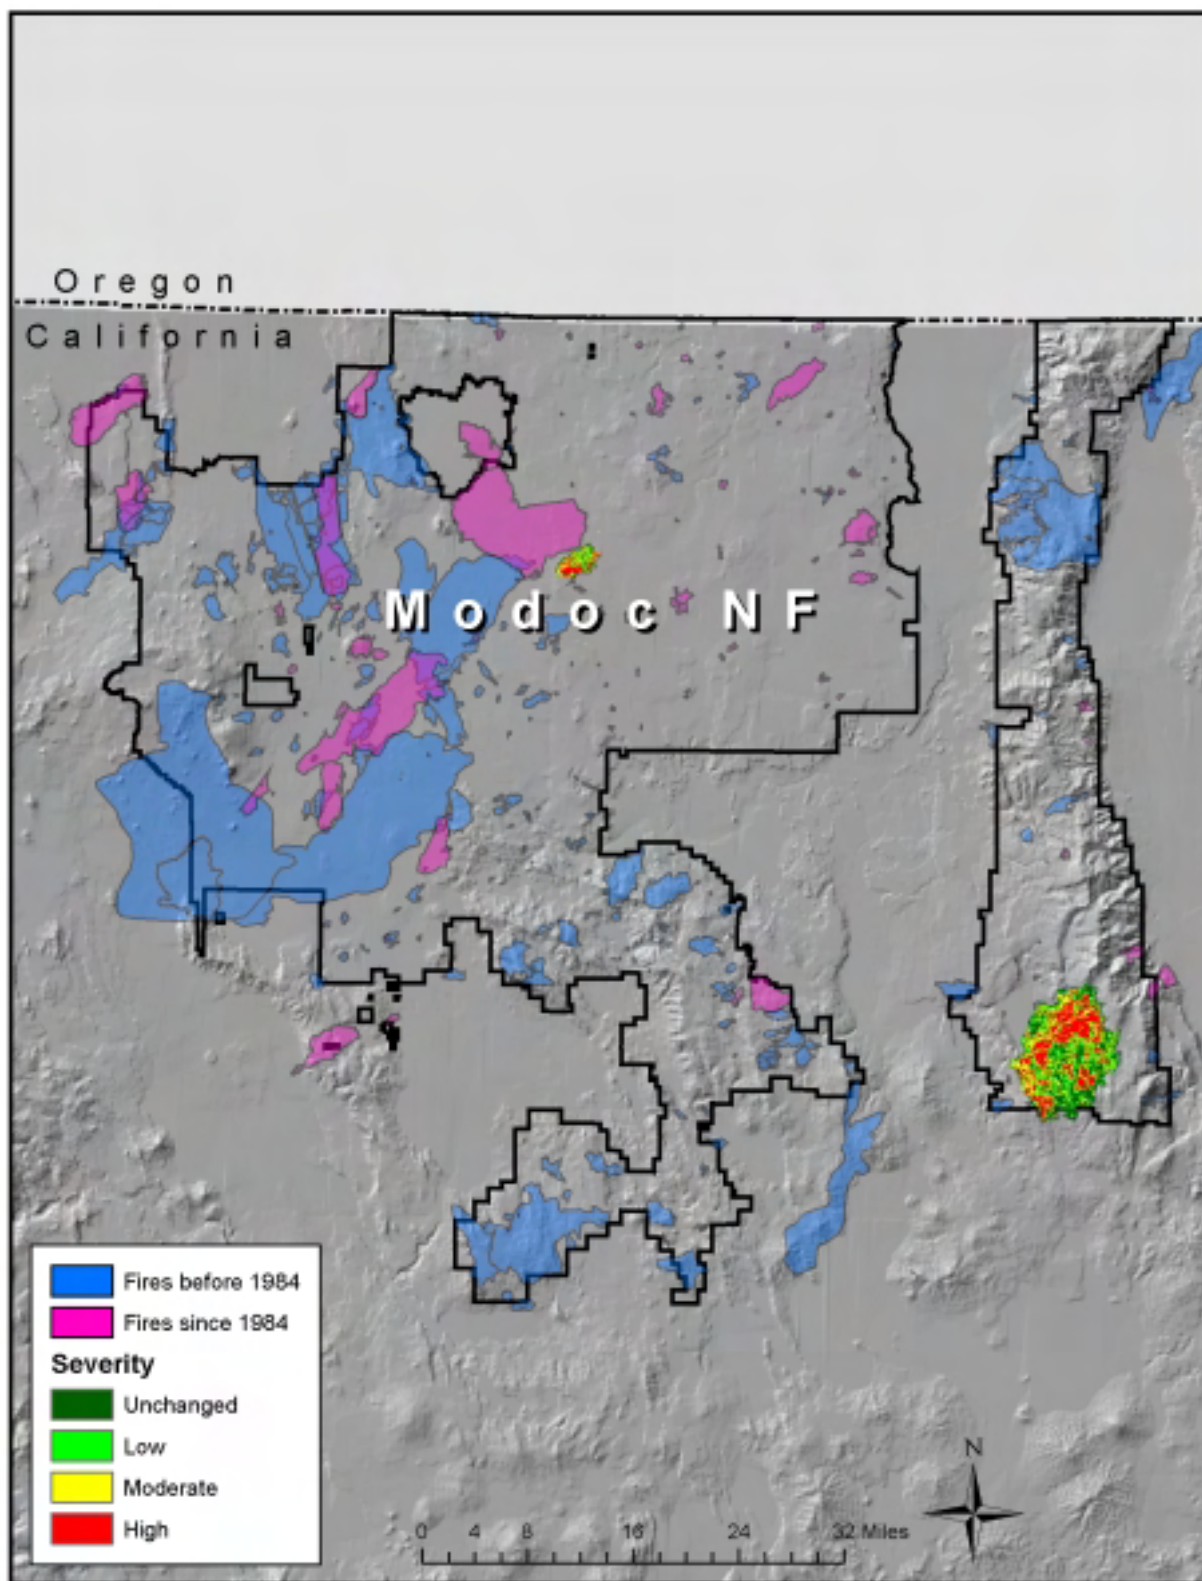 Oregon
California
Modoc NF
Fires before 1984
Fires since 1984
Severity
Unchanged
Low
Moderate
High
N
0 4 8 16 24 32 Miles